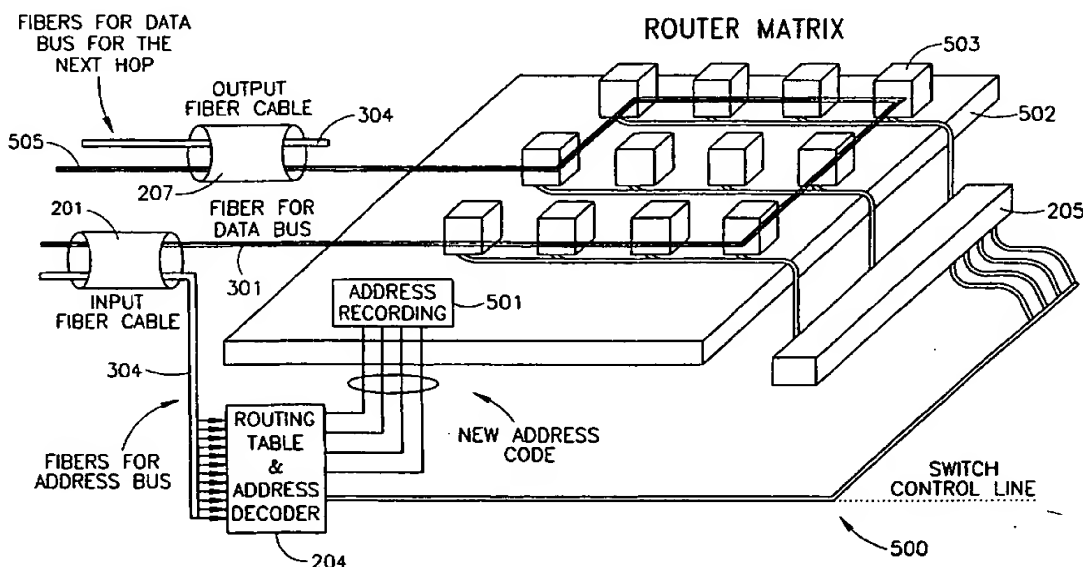 FIBERS FOR DATA
BUS FOR THE
NEXT HOP
ROUTER MATRIX
503
OUTPUT
FIBER CABLE
304
502
505
207
201
FIBER FOR
DATA BUS
205
301
INPUT
FIBER CABLE
ADDRESS
RECORDING
501
304
NEW ADDRESS
CODE
FIBERS FOR
ADDRESS BUS
ROUTING
TABLE
&
ADDRESS
DECODER
SWITCH
CONTROL LINE
204
500